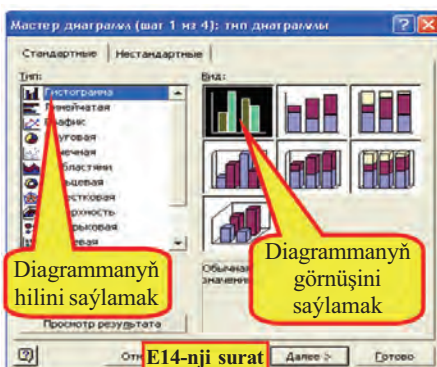 Мастер диаграмм (шаг 1 из 4): тип диаграммы
Стандартные Нестандартные
Тип: Вид:
Гистограмма
Линейчатая
График
Diagrammanyň
hilini saýlamak
Diagrammanyň
görnüşini
saýlamak
Просмотр результата
E14-nji surat
Далее >
Готово